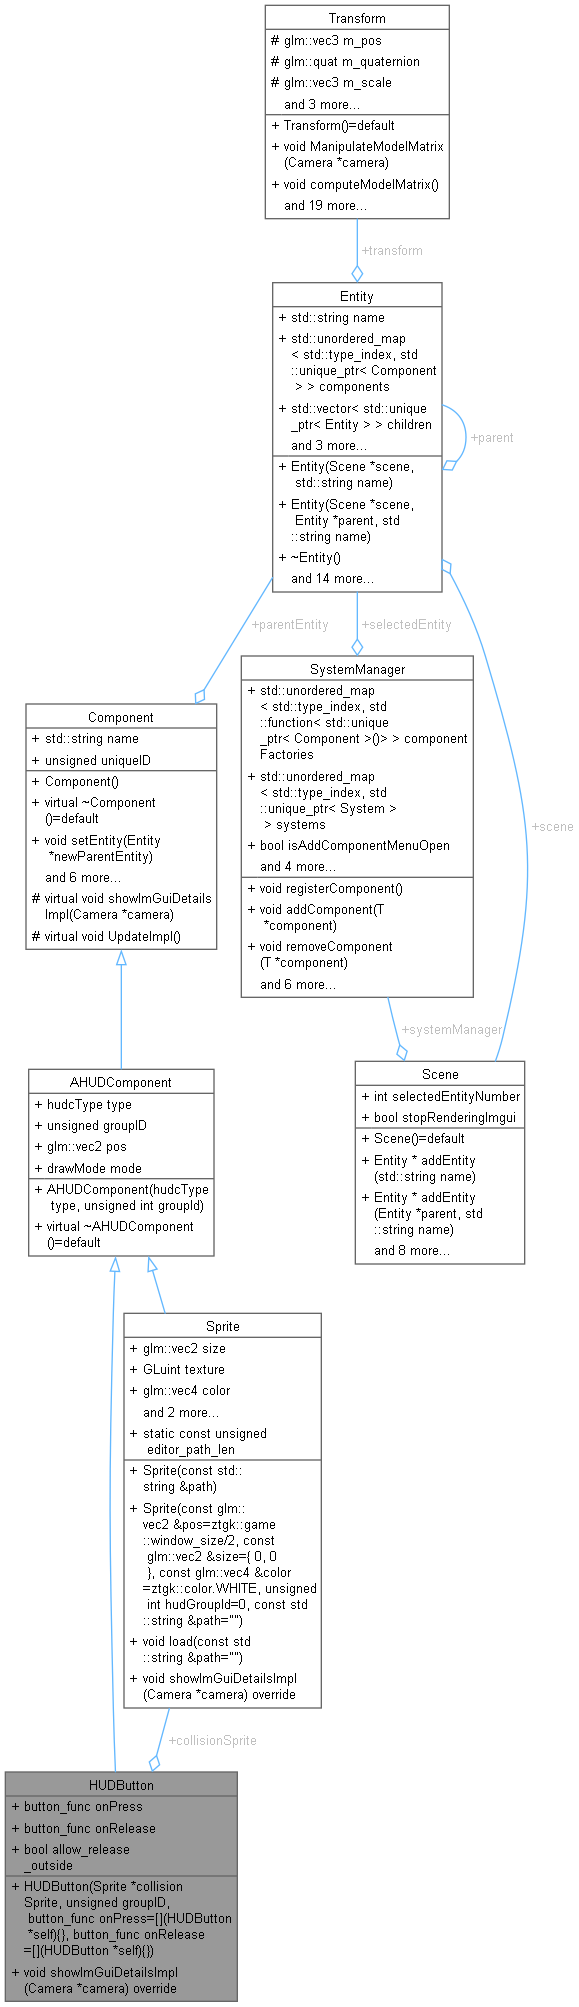 Transform
# glm::vec3 m_pos
# glm::quat m_quaternion
# glm::vec3 m_scale
and 3 more...
+ Transform()=default
+ void ManipulateModelMatrix
(Camera *camera)
+ void computeModelMatrix()
and 19 more...
+transform
Entity
+ std::string name
+ std::unordered_map
< std::type_index, std
::unique_ptr< Component
> > components
+ std::vector< std::unique
_ptr< Entity > > children
and 3 more...
+ Entity(Scene *scene,
std::string name)
+ Entity(Scene *scene,
Entity *parent, std
::string name)
+ ~Entity()
and 14 more...
+parent
+parentEntity
+selectedEntity
SystemManager
+ std::unordered_map
< std::type_index, std
::function< std::unique
_ptr< Component >()> > component
Factories
+ std::unordered_map
< std::type_index, std
::unique_ptr< System >
> systems
+ bool isAddComponentMenuOpen
and 4 more...
+ void registerComponent()
+ void addComponent(T
*component)
+ void removeComponent
(T *component)
and 6 more...
Component
+ std::string name
+ unsigned uniqueID
+ Component()
+ virtual ~Component
()=default
+ void setEntity(Entity
*newParentEntity)
and 6 more...
# virtual void showImGuiDetails
Impl(Camera *camera)
# virtual void UpdateImpl()
+scene
+systemManager
Scene
+ int selectedEntityNumber
+ bool stopRenderingImgui
+ Scene()=default
+ Entity * addEntity
(std::string name)
+ Entity * addEntity
(Entity *parent, std
::string name)
and 8 more...
AHUDComponent
+ hudcType type
+ unsigned groupID
+ glm::vec2 pos
+ drawMode mode
+ AHUDComponent(hudcType
type, unsigned int groupId)
+ virtual ~AHUDComponent
()=default
Sprite
+ glm::vec2 size
+ GLuint texture
+ glm::vec4 color
and 2 more...
+ static const unsigned
editor_path_len
+ Sprite(const std::
string &path)
+ Sprite(const glm::
vec2 &pos=ztgk::game
::window_size/2, const
glm::vec2 &size={ 0, 0
}, const glm::vec4 &color
=ztgk::color.WHITE, unsigned
int hudGroupId=0, const std
::string &path="")
+ void load(const std
::string &path="")
+ void showImGuiDetailsImpl
(Camera *camera) override
+collisionSprite
HUDButton
+ button_func onPress
+ button_func onRelease
+ bool allow_release
_outside
+ HUDButton(Sprite *collision
Sprite, unsigned groupID,
button_func onPress=[](HUDButton
*self){}, button_func onRelease
=[](HUDButton *self){})
+ void showImGuiDetailsImpl
(Camera *camera) override